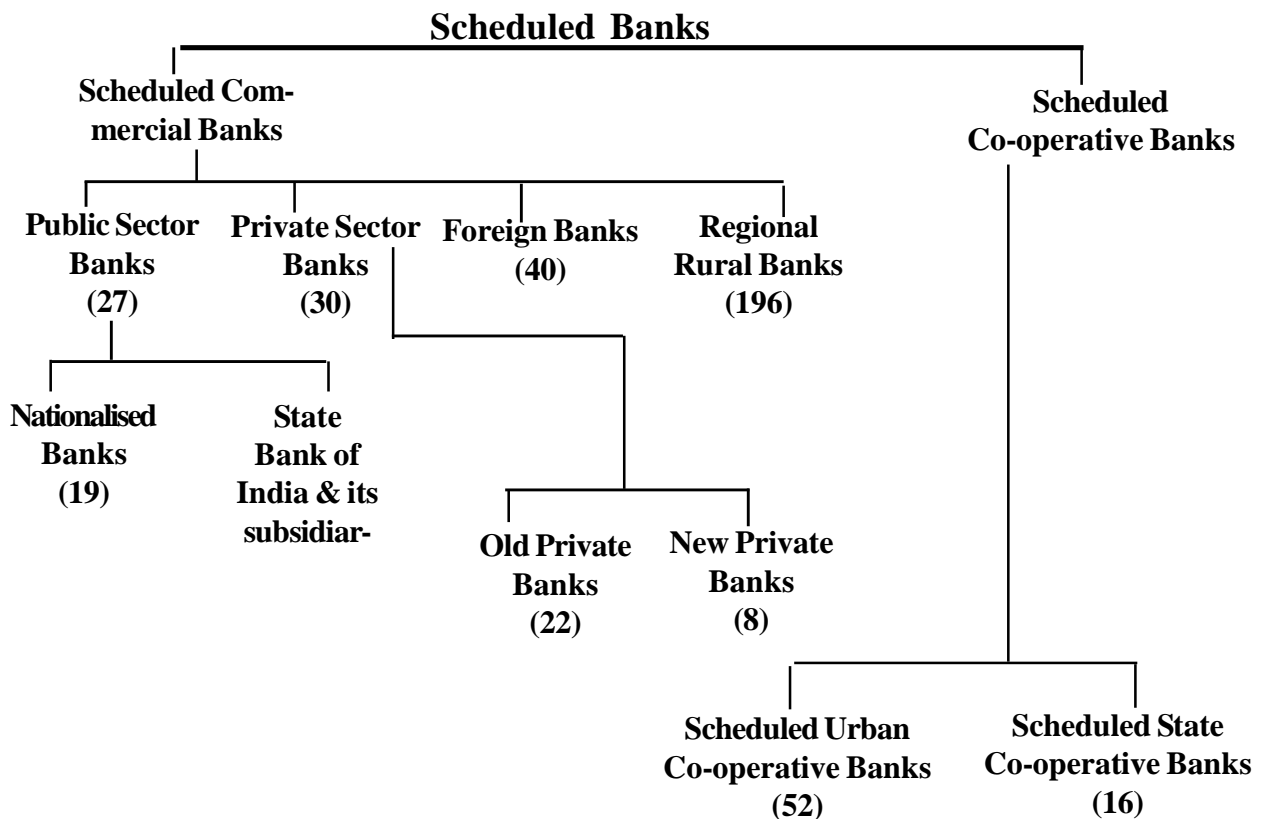 Scheduled Banks
Scheduled Com-
mercial Banks
Scheduled
Co-operative Banks
Public Sector
Banks
(27)
Private Sector
Banks
(30)
Foreign Banks
(40)
Regional
Rural Banks
(196)
Nationalised
Banks
(19)
State
Bank of
India & its
subsidiar-
Old Private
Banks
(22)
New Private
Banks
(8)
Scheduled Urban
Co-operative Banks
(52)
Scheduled State
Co-operative Banks
(16)